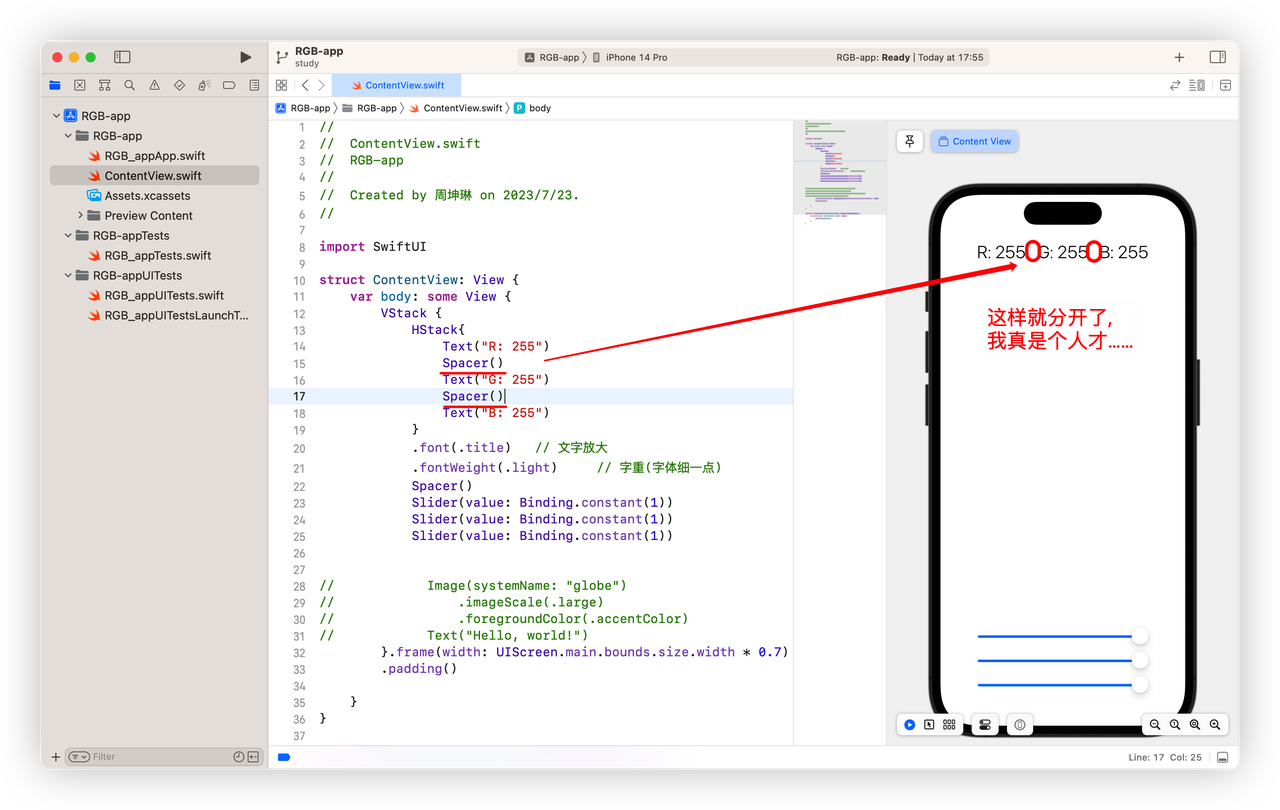 RGB-app
study
RGB-app
iPhone 14 Pro
RGB-app: Ready | Today at 17:55
ContentView.swift
RGB-app
RGB-app
ContentView.swift
P
body
RGB-app
RGB-app
RGB_appApp.swift
ContentView.swift
Assets.xcassets
Preview Content
RGB-appTests
RGB_appTests.swift
RGB-appUITests
RGB_appUITests.swift
RGB_appUITestsLaunchT...
Filter
1 //
2 //  ContentView.swift
3 //  RGB-app
4 //
5 //  Created by 周坤琳 on 2023/7/23.
6 //
7
8 import SwiftUI
9
10 struct ContentView: View {
11     var body: some View {
12         VStack {
13             HStack{
14                 Text("R: 255")
15                 Spacer()
16                 Text("G: 255")
17                 Spacer()
18                 Text("B: 255")
19             }
20             .font(.title)   // 文字放大
21             .fontWeight(.light)     // 字重(字体细一点)
22             Spacer()
23             Slider(value: Binding.constant(1))
24             Slider(value: Binding.constant(1))
25             Slider(value: Binding.constant(1))
26
27
28 //            Image(systemName: "globe")
29 //                .imageScale(.large)
30 //                .foregroundColor(.accentColor)
31 //            Text("Hello, world!")
32         }.frame(width: UIScreen.main.bounds.size.width * 0.7)
33         .padding()
34
35     }
36 }
37
Content View
R: 255 G: 255 B: 255
这样就分开了,
我真是个人才......
Line: 17 Col: 25